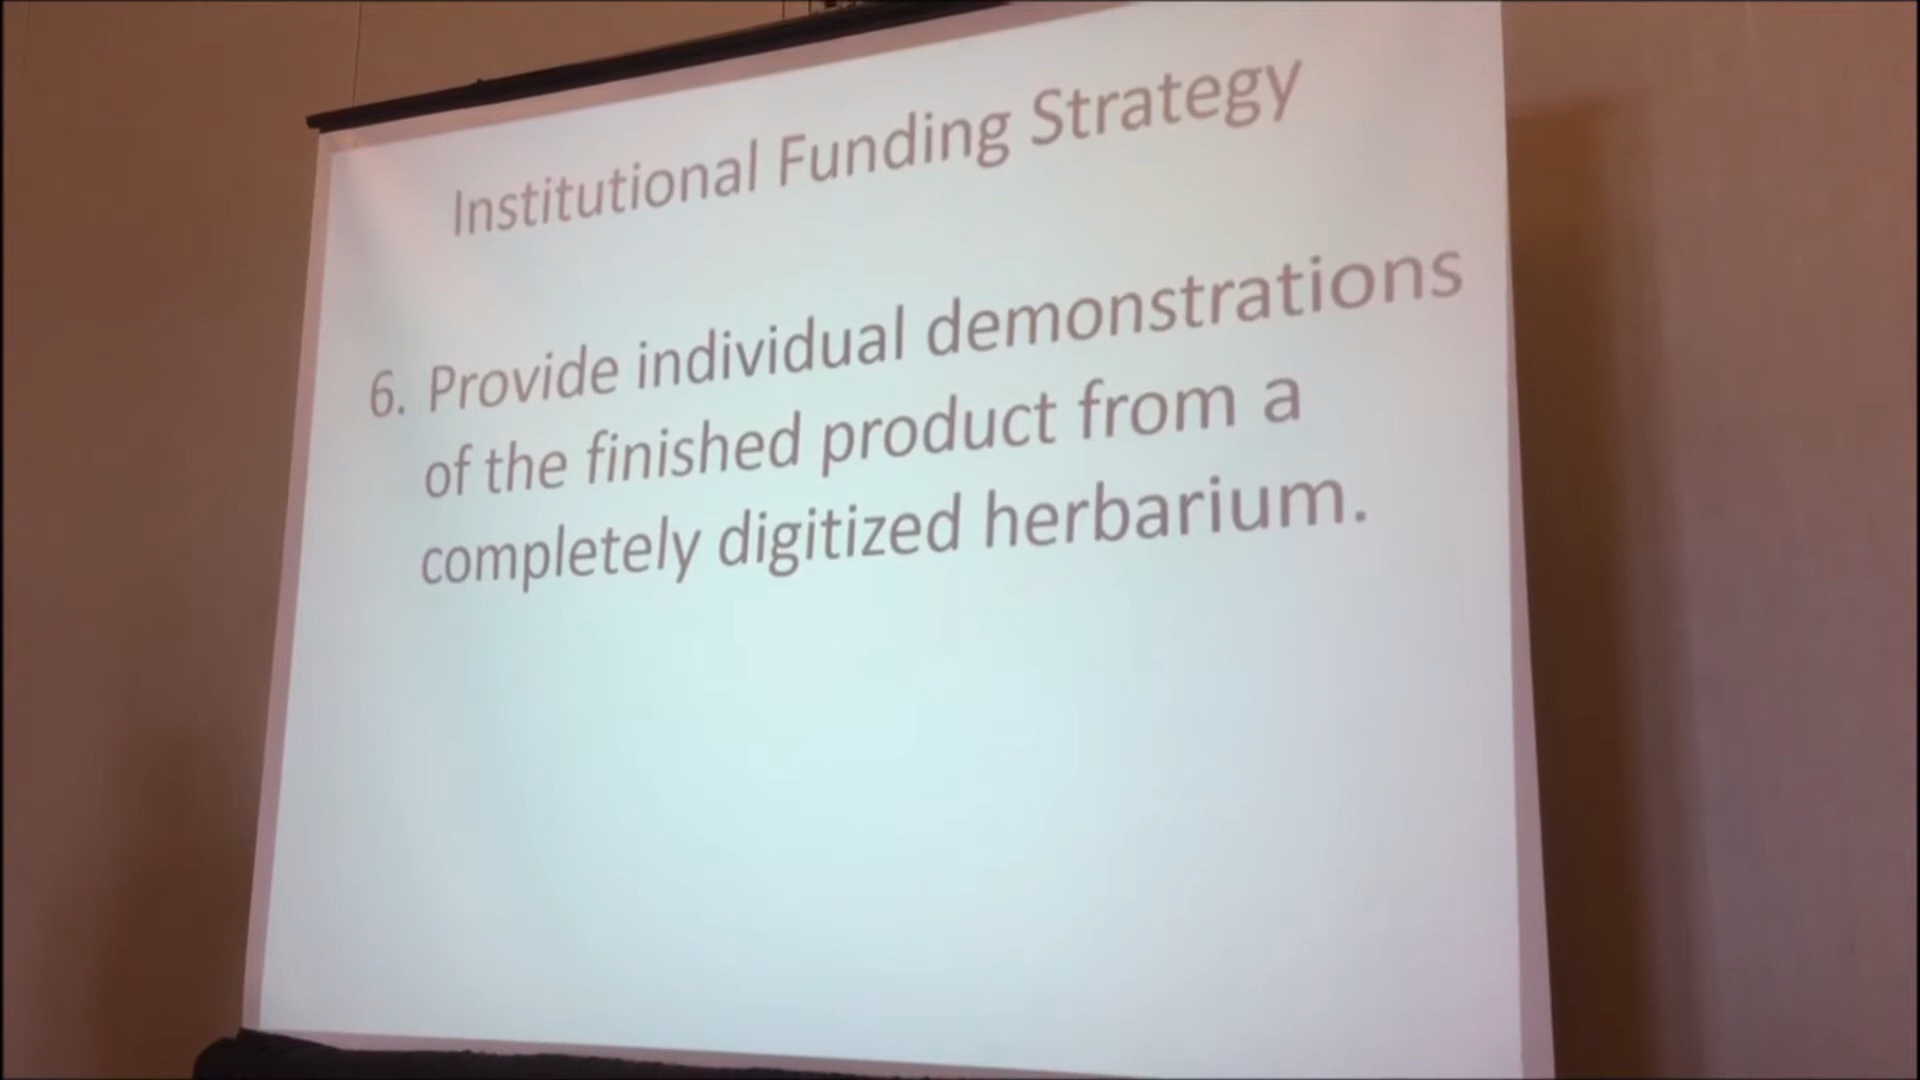 Institutional Funding Strategy
6. Provide individual demonstrations
of the finished product from a
completely digitized herbarium.